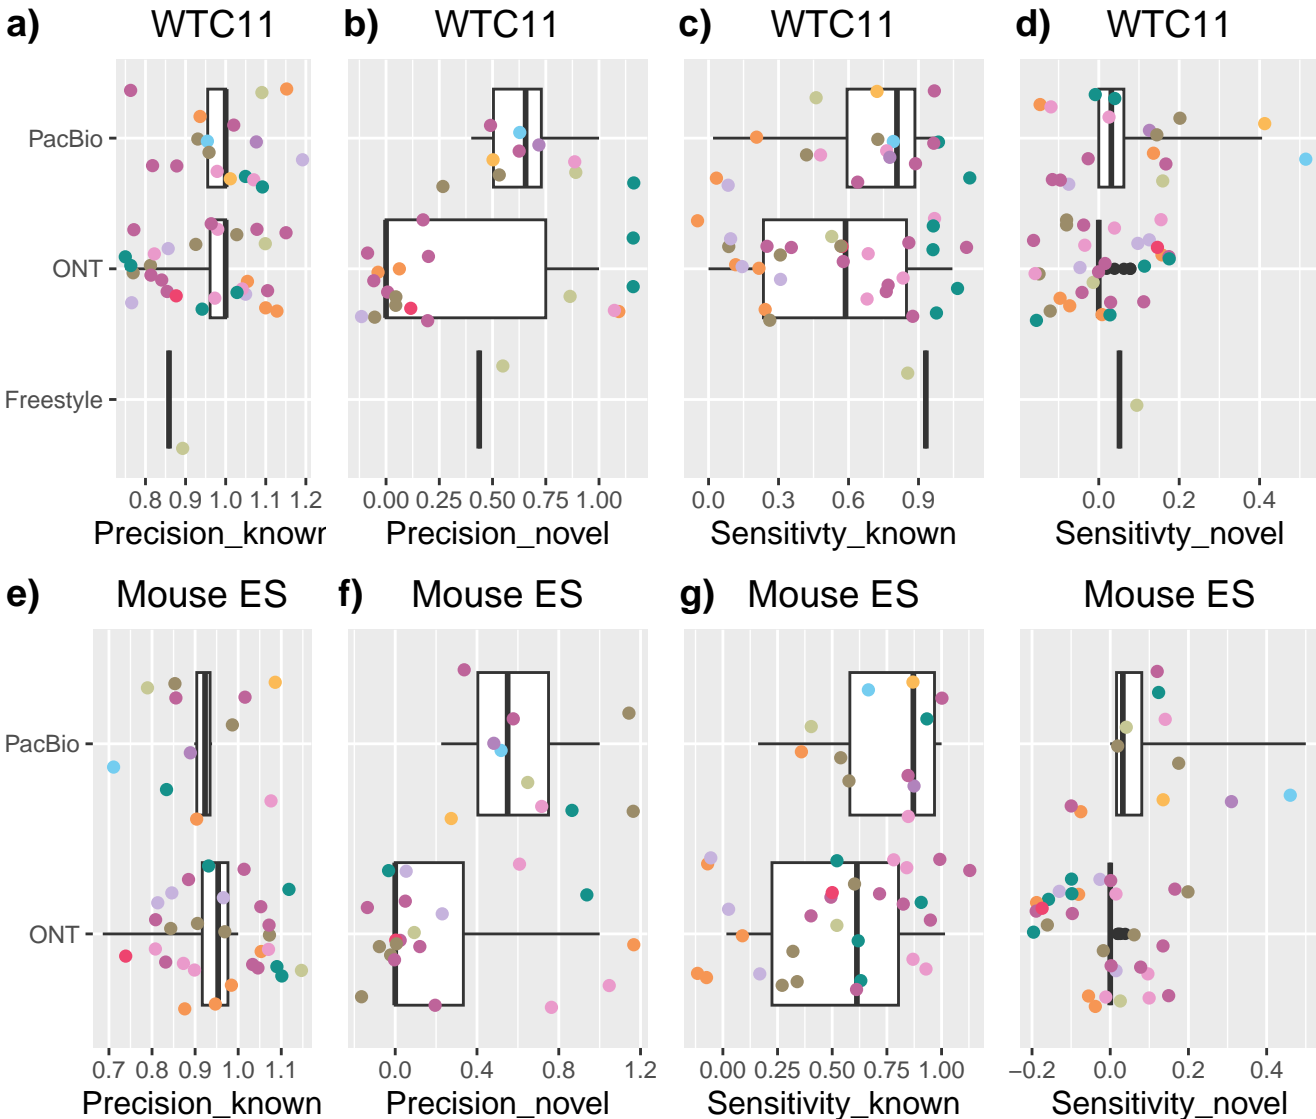 a) WTC11 b) WTC11 c) WTC11 d) WTC11
PacBio
ONT
Freestyle
0.8 0.9 1.0 1.1 1.2 0.00 0.25 0.50 0.75 1.00 0.0 0.3 0.6 0.9 0.0 0.2 0.4
Precision_known Precision_novel Sensitivty_known Sensitivty_novel
e) Mouse ES f) Mouse ES g) Mouse ES Mouse ES
PacBio
ONT
0.7 0.8 0.9 1.0 1.1 0.0 0.4 0.8 1.2 0.00 0.25 0.50 0.75 1.00 −0.2 0.0 0.2 0.4
Precision_known Precision_novel Sensitivity_known Sensitivity_novel